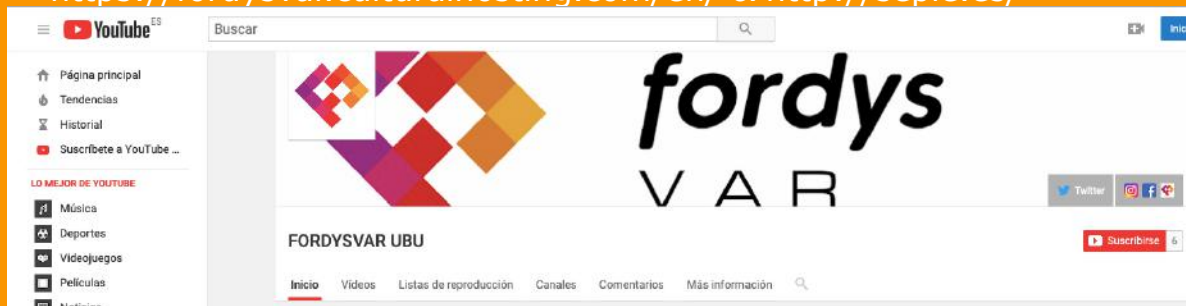 YouTube ES
Buscar
Página principal
Tendencias
Historial
Suscríbete a YouTube ...
LO MEJOR DE YOUTUBE
Música
Deportes
Videojuegos
Películas
fordys
VAR
Twitter
FORDYSVAR UBU
Suscribirse 6
Inicio Vídeos Listas de reproducción Canales Comentarios Más información